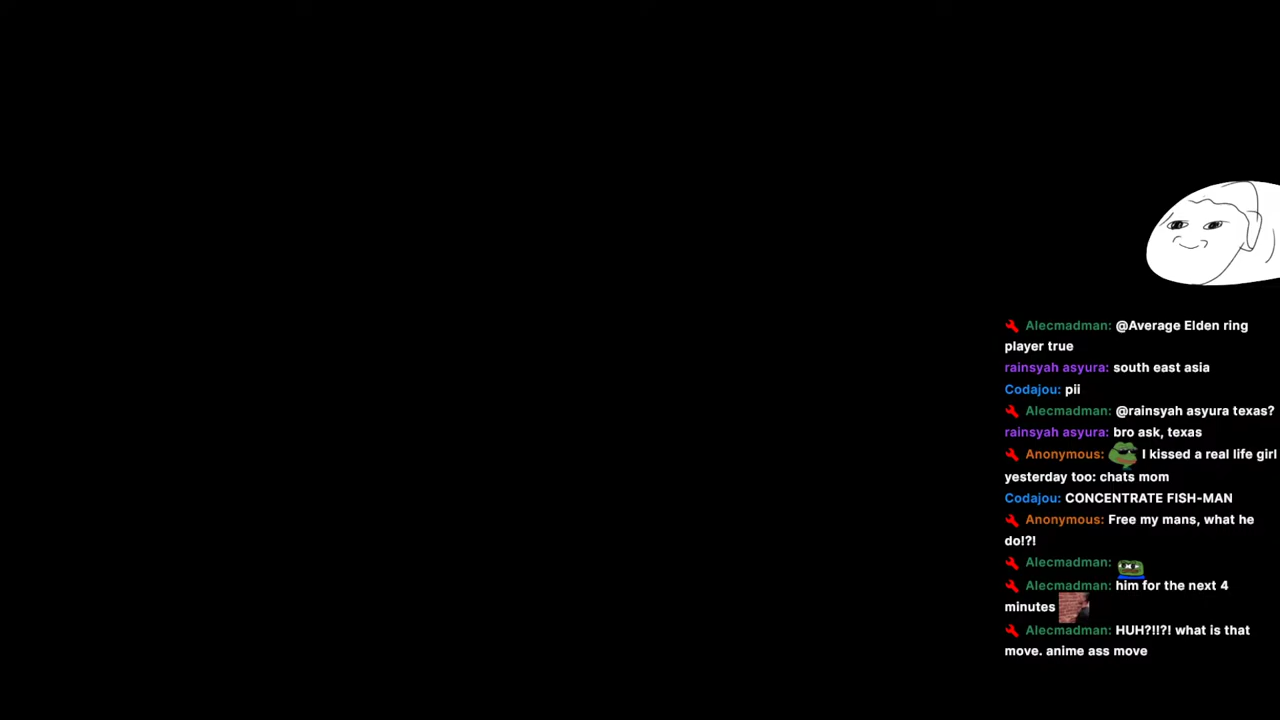 Alecmadman: @Average Elden ring
player true
rainsyah asyura: south east asia
Codajou: pii
Alecmadman: @rainsyah asyura texas?
rainsyah asyura: bro ask, texas
Anonymous: I kissed a real life girl
yesterday too: chats mom
Codajou: CONCENTRATE FISH-MAN
Anonymous: Free my mans, what he
do!?!
Alecmadman:
Alecmadman: him for the next 4
minutes
Alecmadman: HUH?!!?! what is that
move. anime ass move